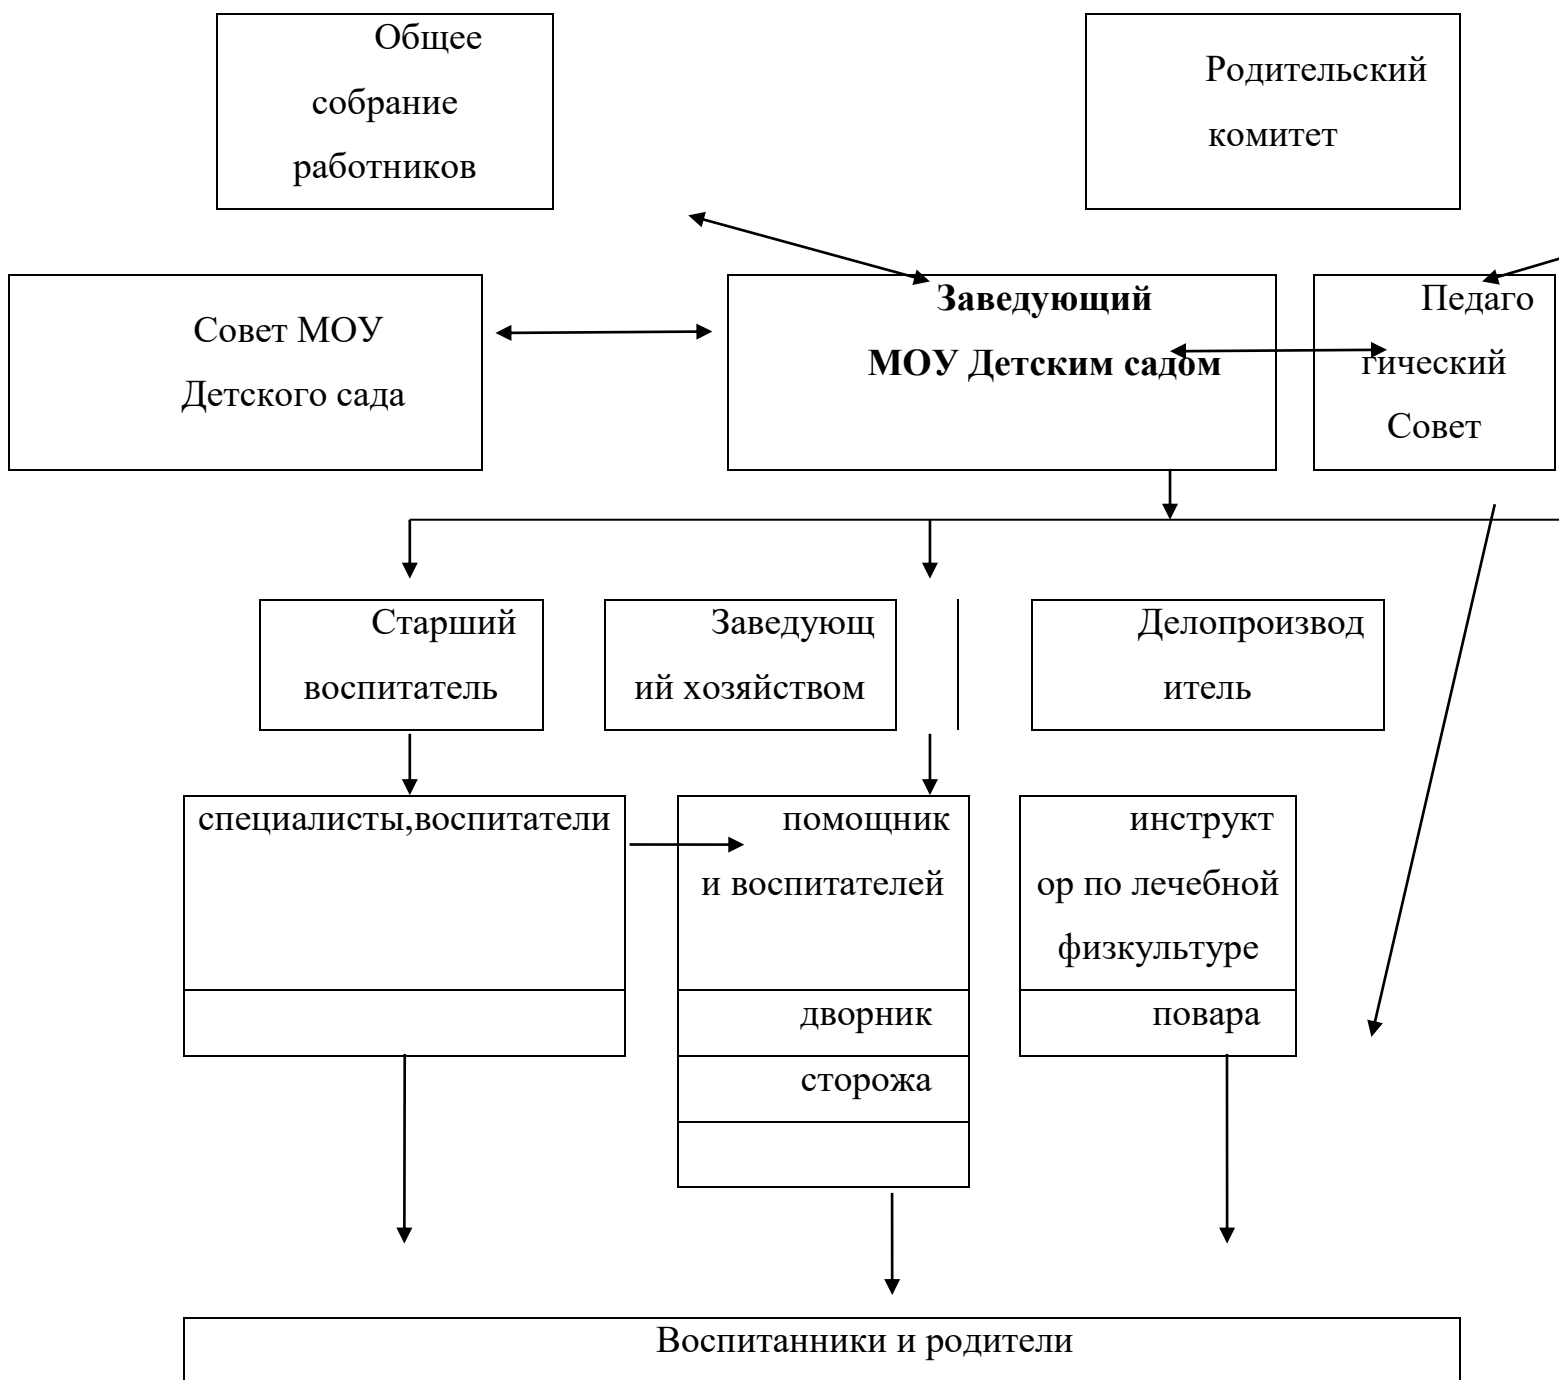 Общее
собрание
работников
Родительский
комитет
Совет МОУ
Детского сада
Заведующий
МОУ Детским садом
Педаго
гический
Совет
Старший
воспитатель
Заведующ
ий хозяйством
Делопроизвод
итель
специалисты,воспитатели
помощник
и воспитателей
дворник
сторожа
инструкт
ор по лечебной
физкультуре
повара
Воспитанники и родители